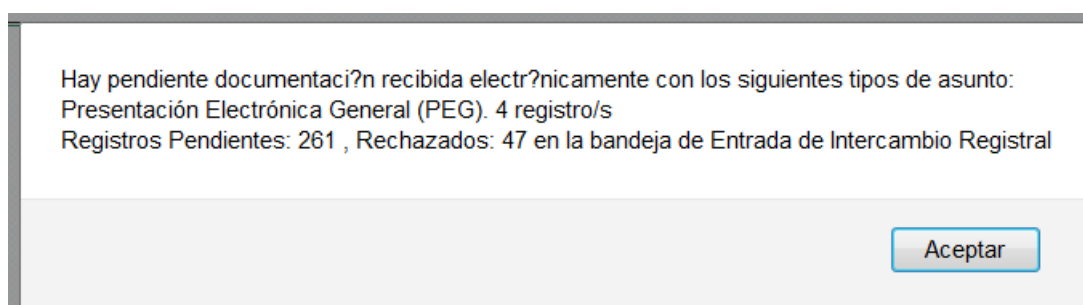 Hay pendiente documentaci?n recibida electr?nicamente con los siguientes tipos de asunto:
Presentación Electrónica General (PEG). 4 registro/s
Registros Pendientes: 261 , Rechazados: 47 en la bandeja de Entrada de Intercambio Registral
Aceptar